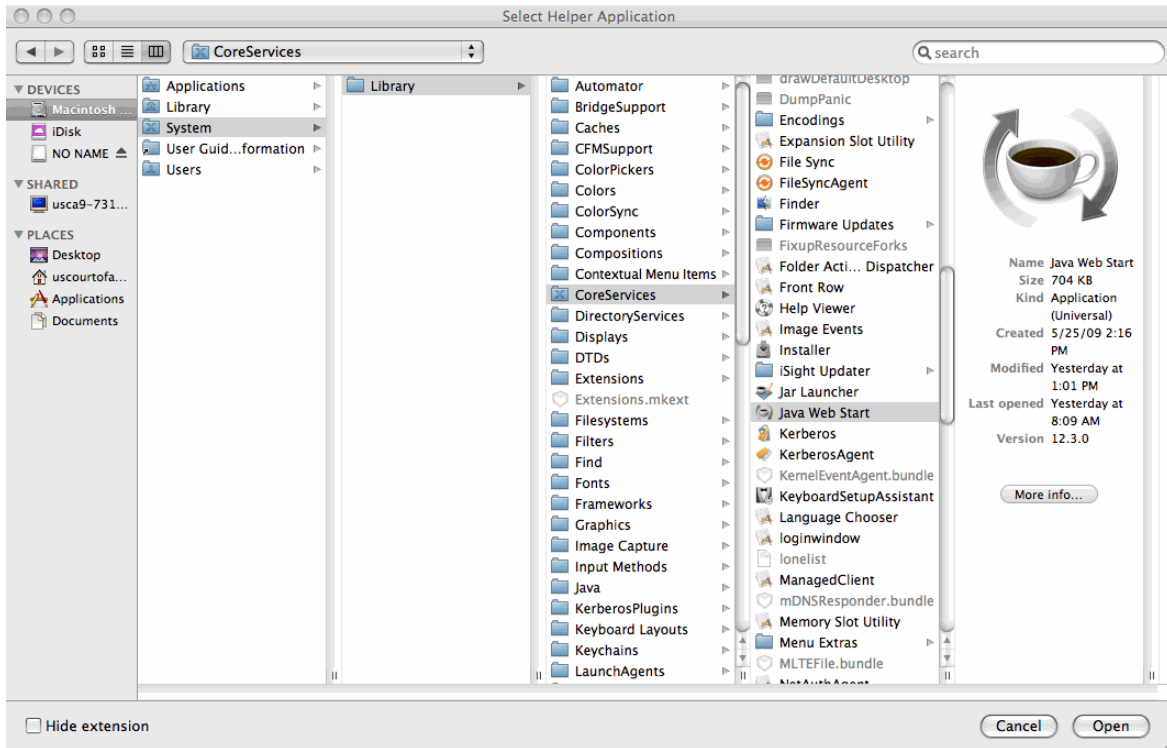 Select Helper Application
CoreServices
search
DEVICES
Macintosh ...
iDisk
NO NAME
SHARED
usca9-731...
PLACES
Desktop
uscourtofa...
Applications
Documents
Applications
Library
System
User Guid...formation
Users
Library
Automator
BridgeSupport
Caches
CFMSupport
ColorPickers
Colors
ColorSync
Components
Compositions
Contextual Menu Items
CoreServices
DirectoryServices
Displays
DTDs
Extensions
Extensions.mkext
Filesystems
Filters
Find
Fonts
Frameworks
Graphics
Image Capture
Input Methods
Java
KerberosPlugins
Keyboard Layouts
Keychains
LaunchAgents
drawDefaultDesktop
DumpPanic
Encodings
Expansion Slot Utility
File Sync
FileSyncAgent
Finder
Firmware Updates
FixupResourceForks
Folder Acti... Dispatcher
Front Row
Help Viewer
Image Events
Installer
iSight Updater
Jar Launcher
Java Web Start
Kerberos
KerberosAgent
KernelEventAgent.bundle
KeyboardSetupAssistant
Language Chooser
loginwindow
lonelist
ManagedClient
mDNSResponder.bundle
Memory Slot Utility
Menu Extras
MLTEFile.bundle
NetAuthAgent
Name Java Web Start
Size 704 KB
Kind Application
(Universal)
Created 5/25/09 2:16
PM
Modified Yesterday at
1:01 PM
Last opened Yesterday at
8:09 AM
Version 12.3.0
More info...
Hide extension
Cancel
Open